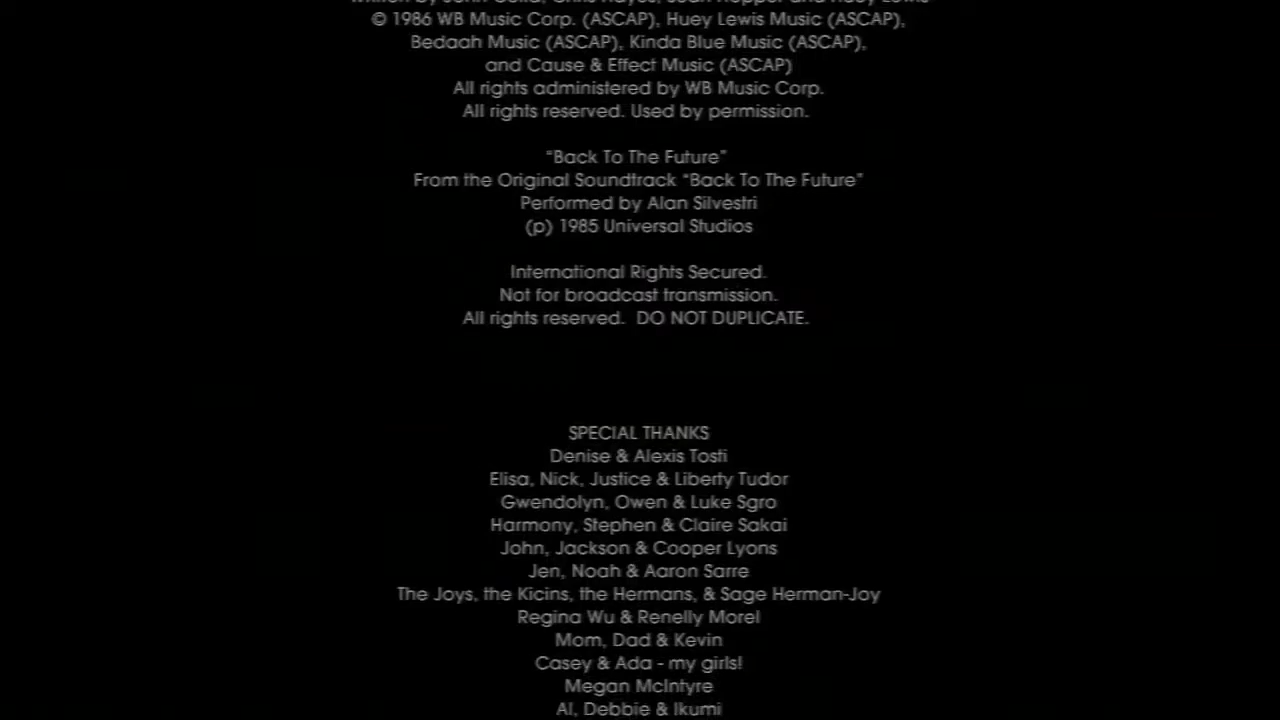 © 1986 WB Music Corp. (ASCAP), Huey Lewis Music (ASCAP),
Bedaah Music (ASCAP), Kinda Blue Music (ASCAP),
and Cause & Effect Music (ASCAP)
All rights administered by WB Music Corp.
All rights reserved. Used by permission.
“Back To The Future”
From the Original Soundtrack “Back To The Future”
Performed by Alan Silvestri
(p) 1985 Universal Studios
International Rights Secured.
Not for broadcast transmission.
All rights reserved.  DO NOT DUPLICATE.
SPECIAL THANKS
Denise & Alexis Tosti
Elisa, Nick, Justice & Liberty Tudor
Gwendolyn, Owen & Luke Sgro
Harmony, Stephen & Claire Sakai
John, Jackson & Cooper Lyons
Jen, Noah & Aaron Sarre
The Joys, the Kicins, the Hermans, & Sage Herman-Joy
Regina Wu & Renelly Morel
Mom, Dad & Kevin
Casey & Ada - my girls!
Megan McIntyre
Al, Debbie & Ikumi